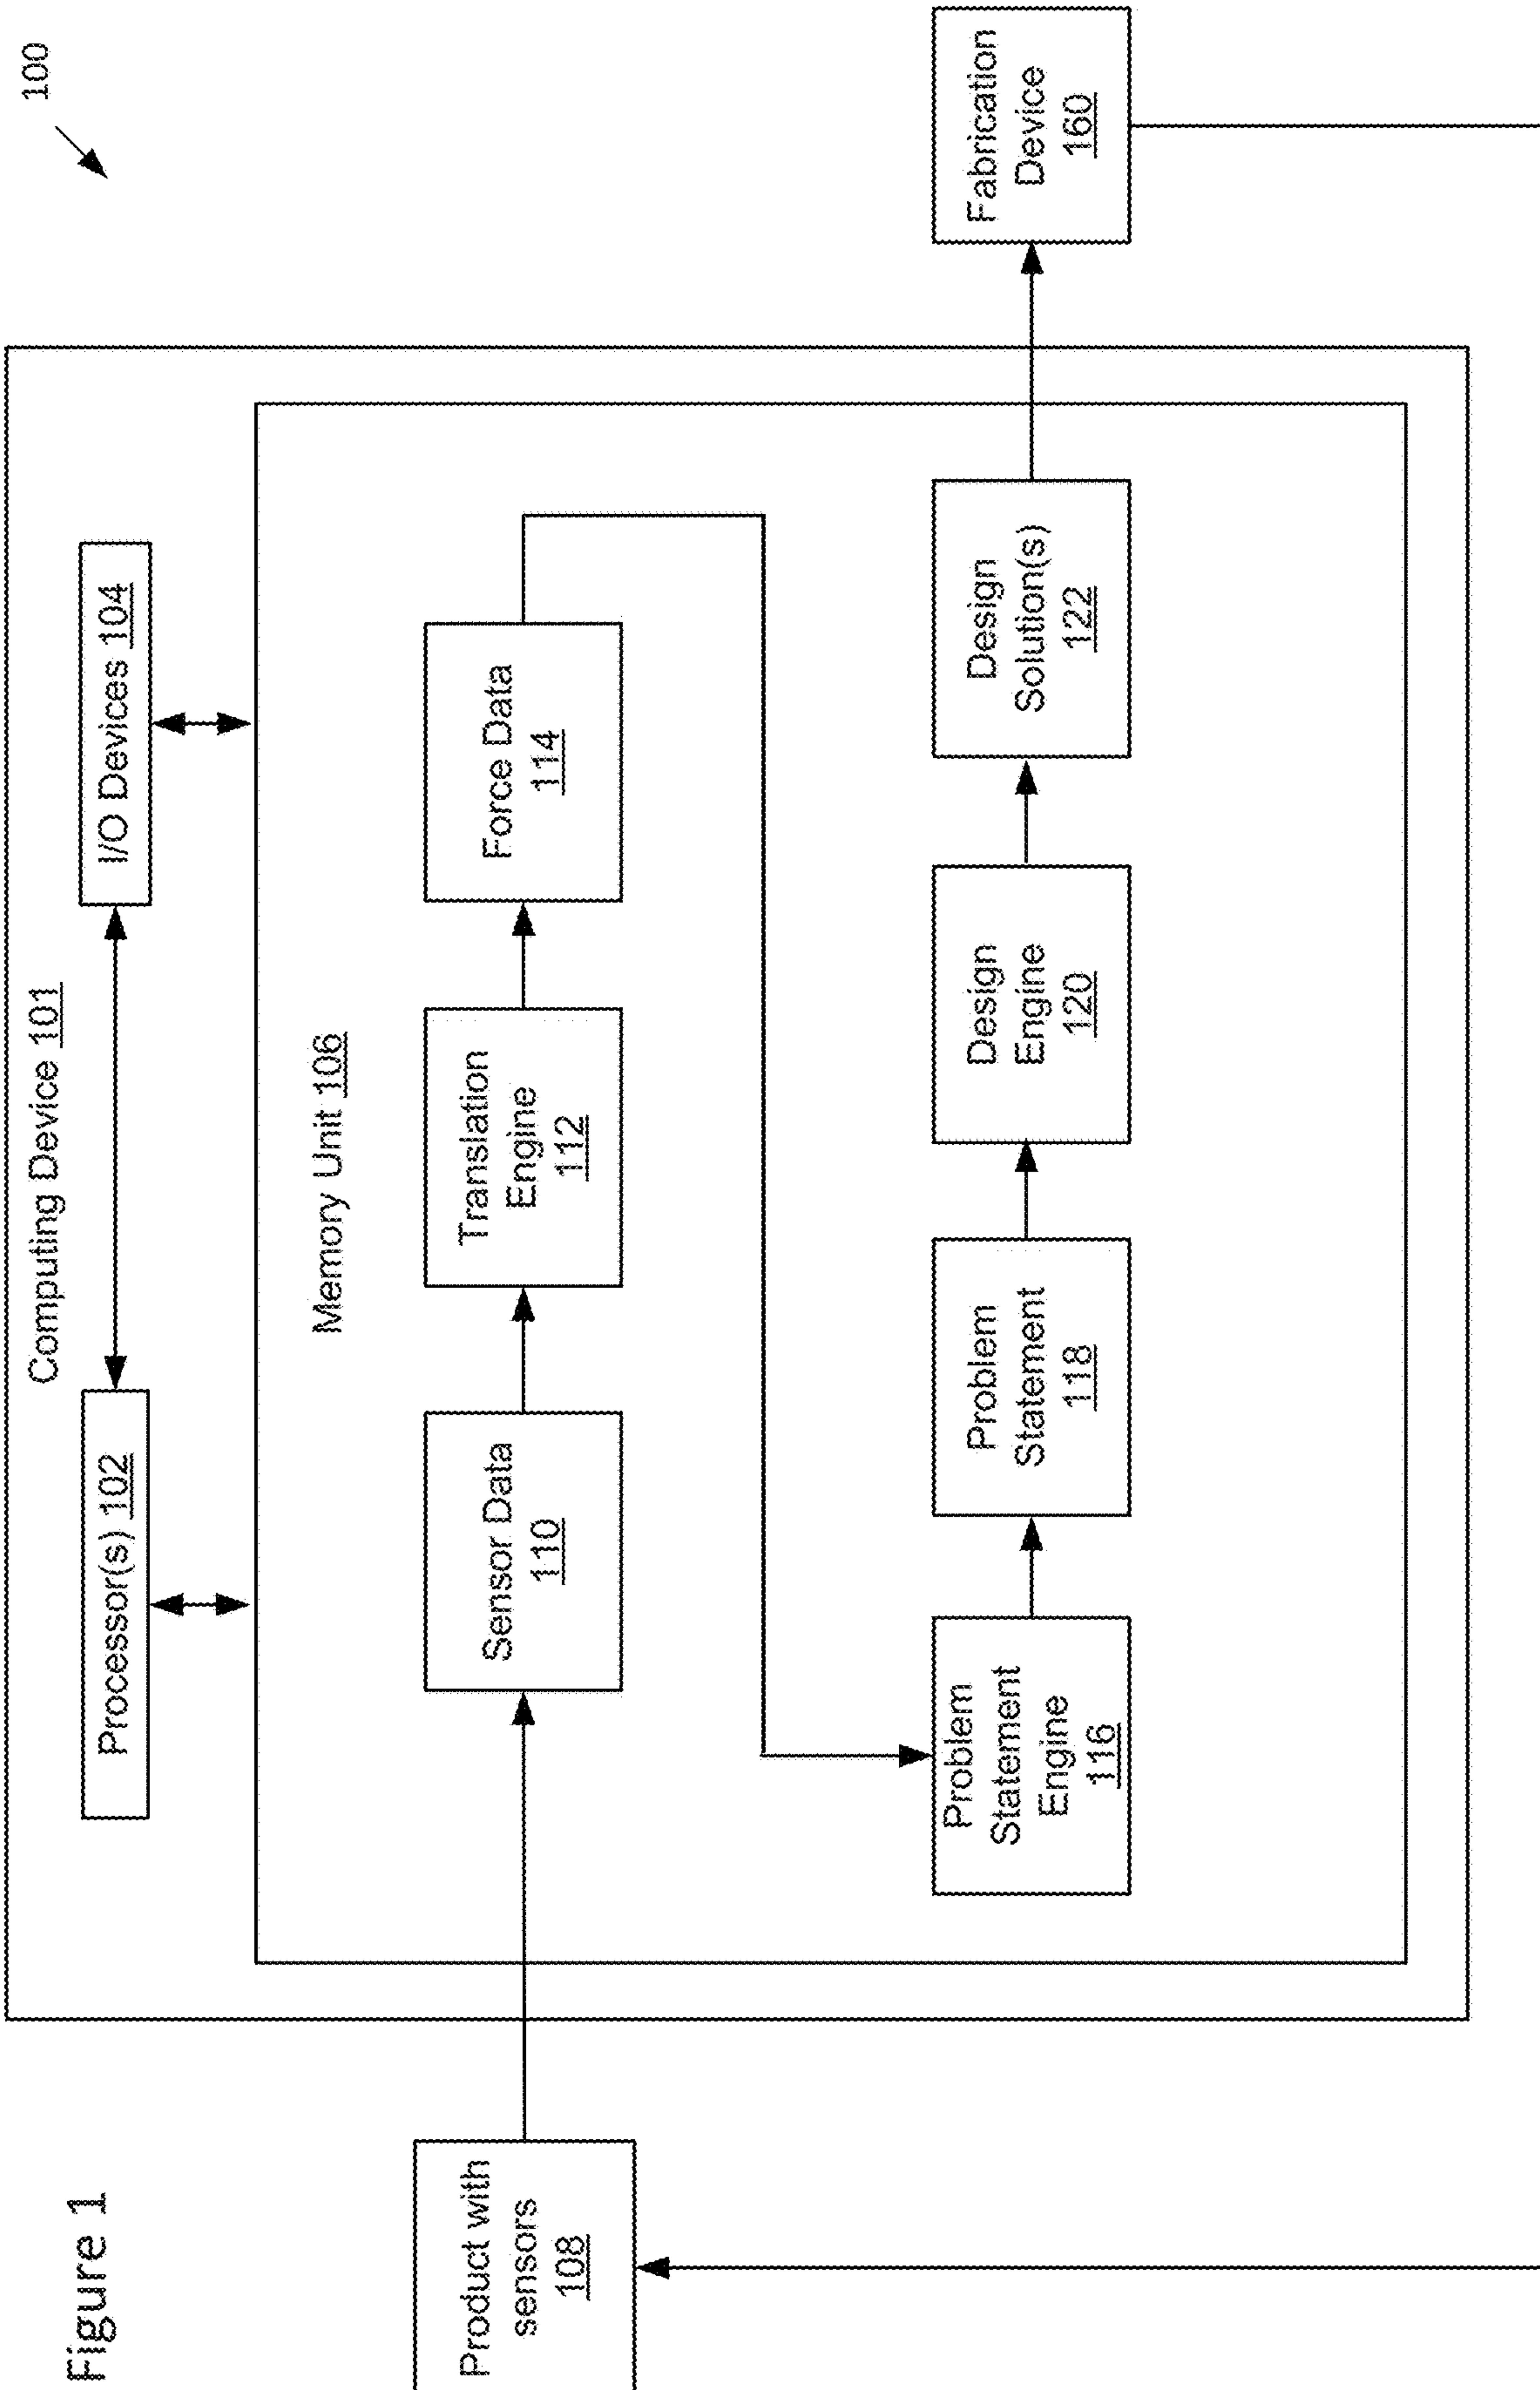 Figure 1
100
Computing Device 101
Processor(s) 102
I/O Devices 104
Memory Unit 106
Product with
sensors
108
Sensor Data
110
Translation
Engine
112
Force Data
114
Problem
Statement
Engine
116
Problem
Statement
118
Design
Engine
120
Design
Solution(s)
122
Fabrication
Device
160